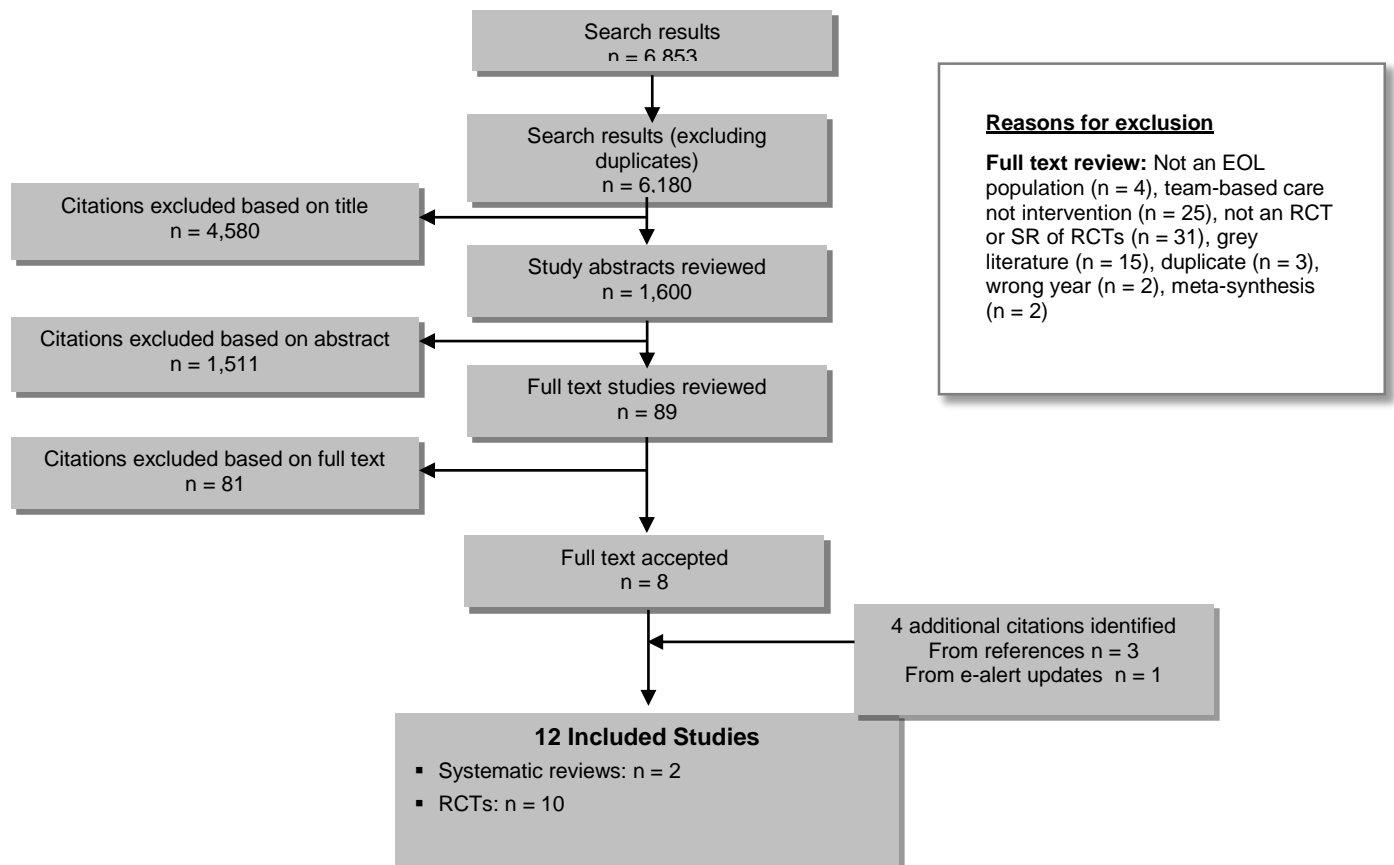 Search results
n = 6,853
Search results (excluding
duplicates)
n = 6,180
Citations excluded based on title
n = 4,580
Study abstracts reviewed
n = 1,600
Citations excluded based on abstract
n = 1,511
Full text studies reviewed
n = 89
Citations excluded based on full text
n = 81
Full text accepted
n = 8
4 additional citations identified
From references n = 3
From e-alert updates n = 1
12 Included Studies
▪ Systematic reviews: n = 2
▪ RCTs: n = 10
Reasons for exclusion
Full text review: Not an EOL
population (n = 4), team-based care
not intervention (n = 25), not an RCT
or SR of RCTs (n = 31), grey
literature (n = 15), duplicate (n = 3),
wrong year (n = 2), meta-synthesis
(n = 2)